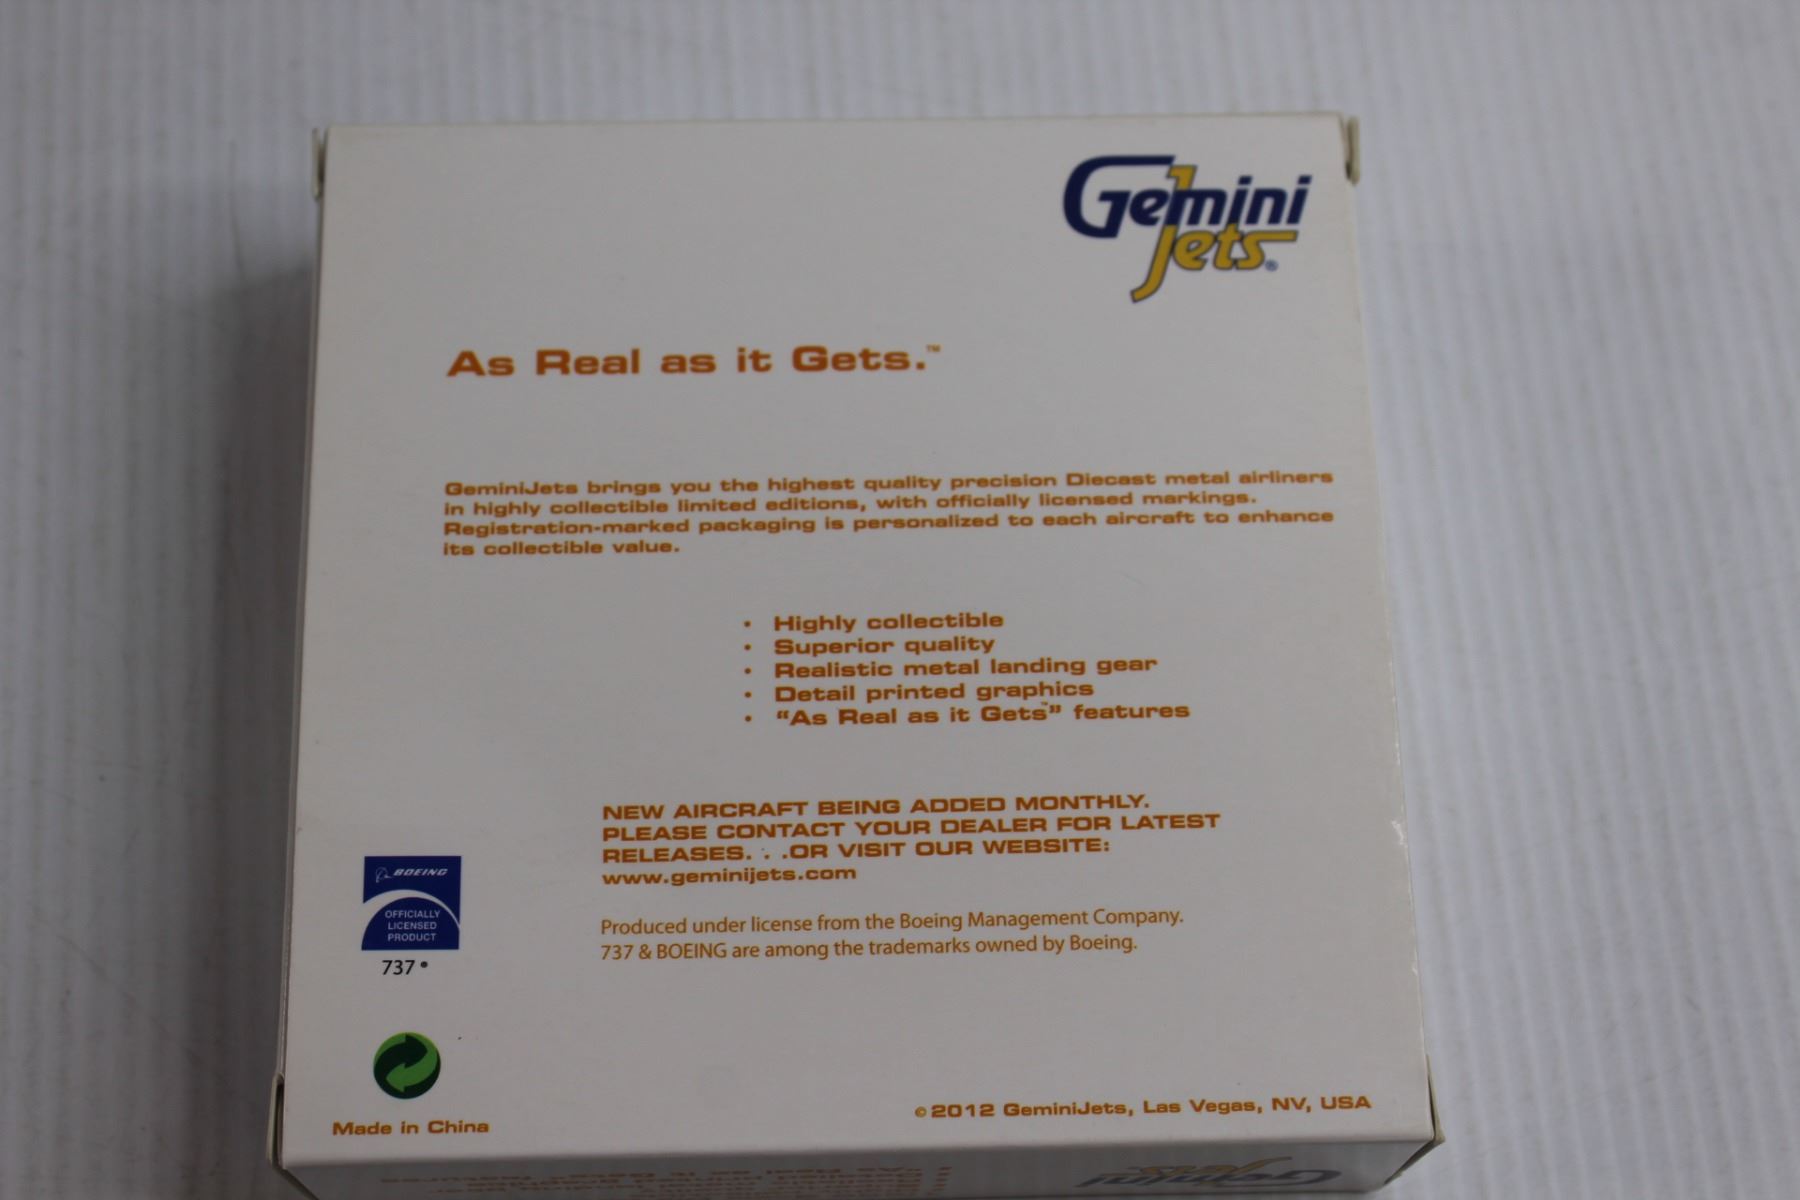 Gemini
Jets®
As Real as it Gets.™
GeminiJets brings you the highest quality precision Diecast metal airliners
in highly collectible limited editions, with officially licensed markings.
Registration-marked packaging is personalized to each aircraft to enhance
its collectible value.
• Highly collectible
• Superior quality
• Realistic metal landing gear
• Detail printed graphics
• “As Real as it Gets™” features
NEW AIRCRAFT BEING ADDED MONTHLY.
PLEASE CONTACT YOUR DEALER FOR LATEST
RELEASES. . .OR VISIT OUR WEBSITE:
www.geminijets.com
Produced under license from the Boeing Management Company.
737 & BOEING are among the trademarks owned by Boeing.
BOEING
OFFICIALLY
LICENSED
PRODUCT
737
Made in China
©2012 GeminiJets, Las Vegas, NV, USA
Gemini